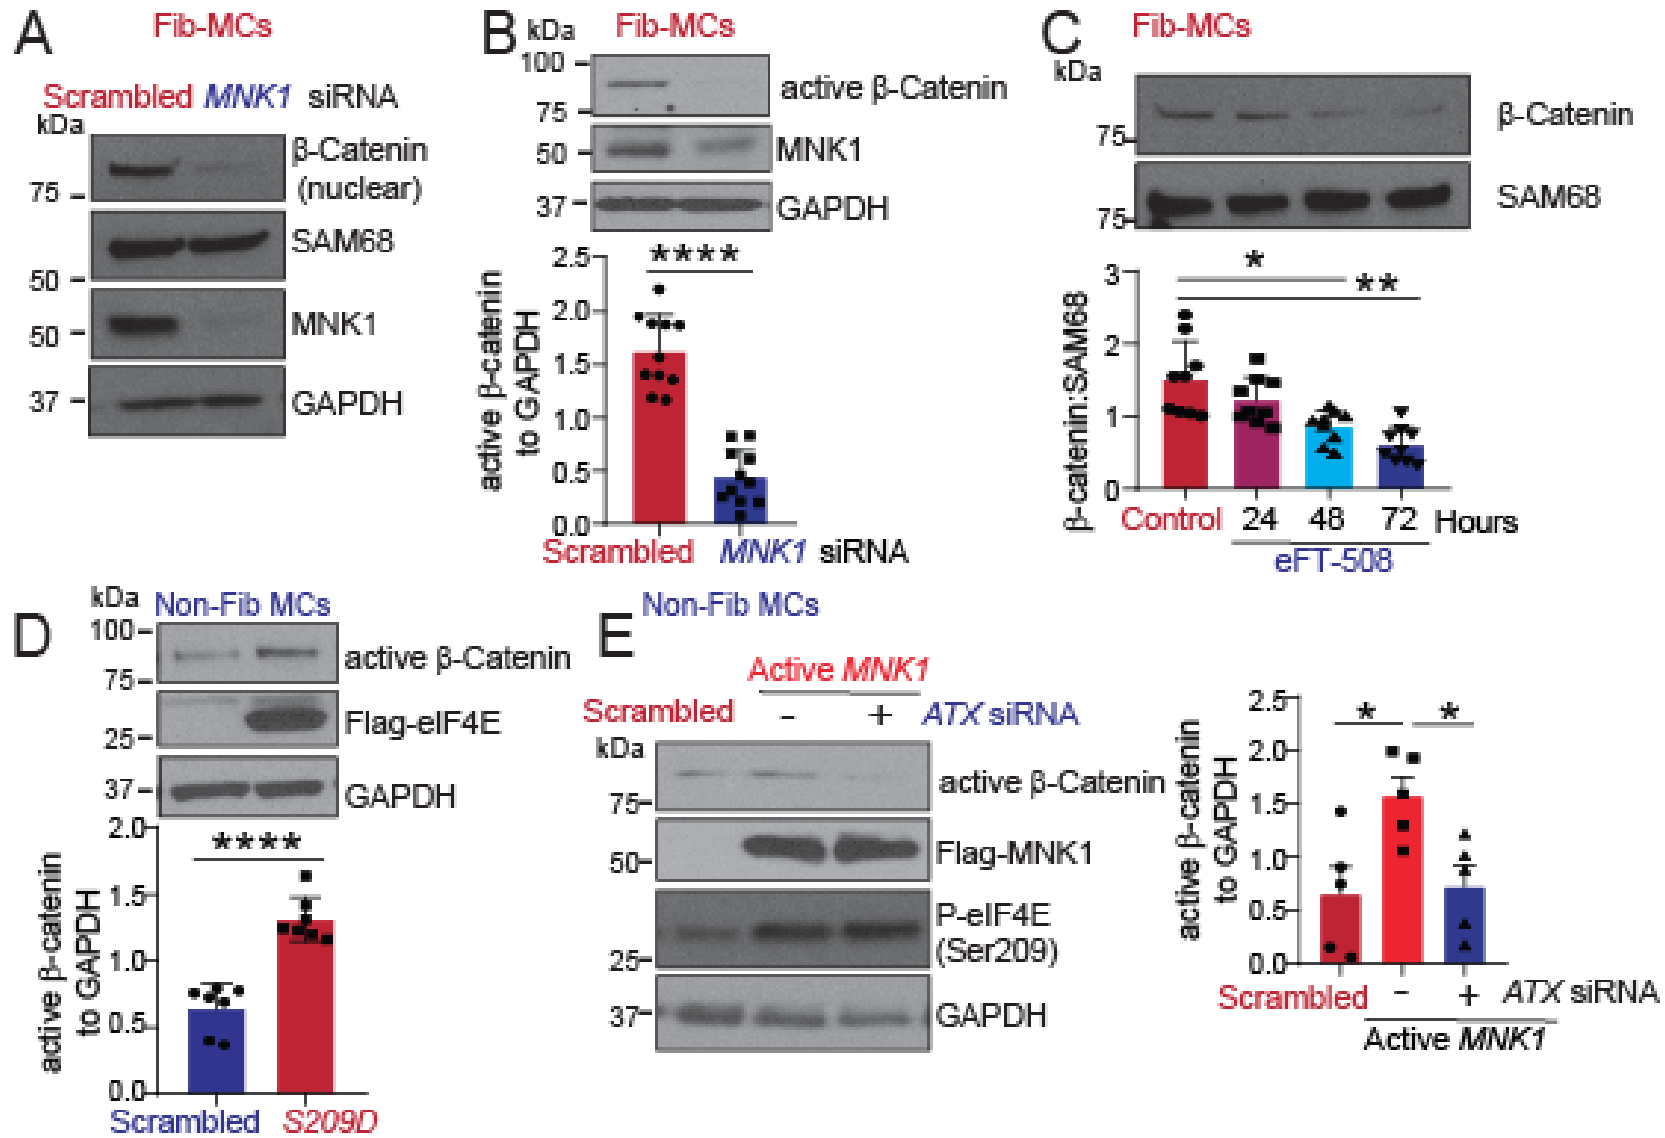 A
Fib-MCs
Scrambled MNK1 siRNA
kDa
β-Catenin
(nuclear)
75
SAM68
50
MNK1
50
37
GAPDH
B
kDa
Fib-MCs
100
active β-Catenin
75
50
MNK1
37
GAPDH
****
2.5
2.0
1.5
1.0
0.5
0.0
active β-catenin
to GAPDH
Scrambled MNK1 siRNA
C
Fib-MCs
kDa
β-Catenin
75
SAM68
75
*
**
3
2
1
0
β-catenin:SAM68
Control 24 48 72 Hours
eFT-508
D
kDa
Non-Fib MCs
100
active β-Catenin
75
Flag-eIF4E
25
37
GAPDH
2.0
****
1.5
1.0
0.5
0.0
active β-catenin
to GAPDH
Scrambled S209D
E
Non-Fib MCs
Active MNK1
Scrambled - + ATX siRNA
kDa
active β-Catenin
75
Flag-MNK1
50
P-eIF4E
(Ser209)
25
37
GAPDH
2.5
* *
2.0
1.5
1.0
0.5
0.0
active β-catenin
to GAPDH
Scrambled - + ATX siRNA
Active MNK1